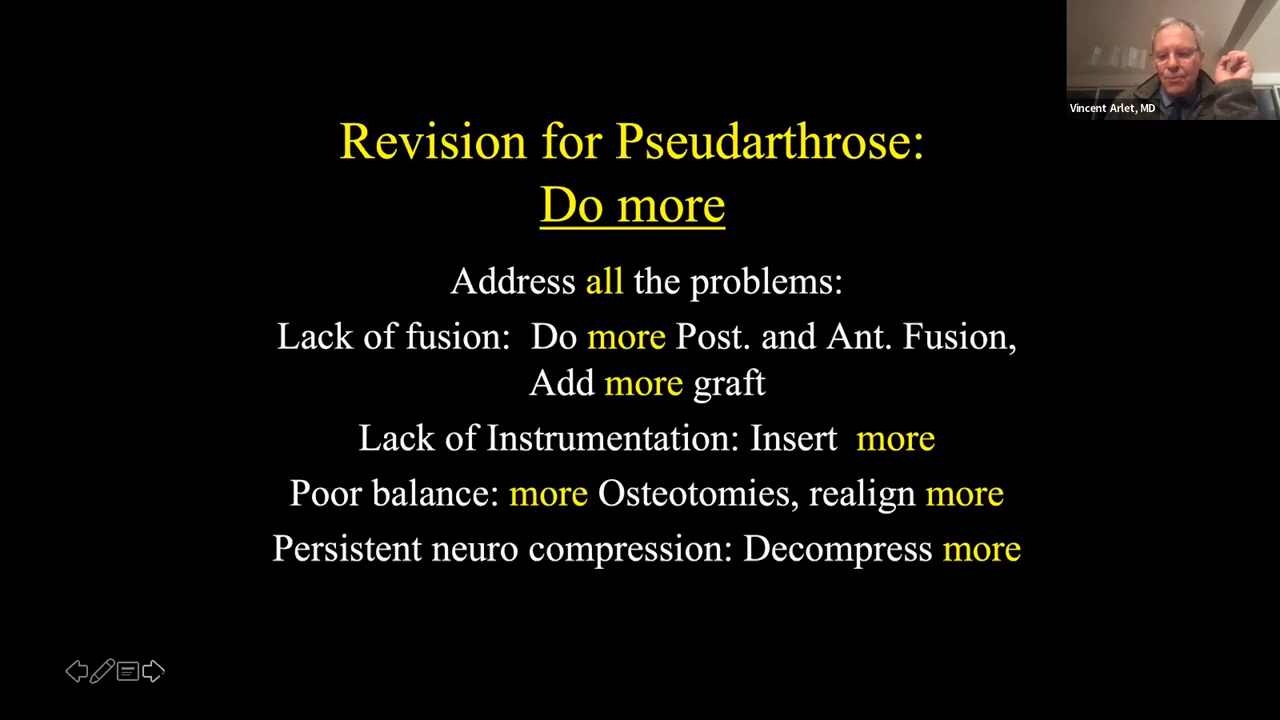 Vincent Arlet, MD
Revision for Pseudarthrose:
Do more
Address all the problems:
Lack of fusion: Do more Post. and Ant. Fusion,
Add more graft
Lack of Instrumentation: Insert more
Poor balance: more Osteotomies, realign more
Persistent neuro compression: Decompress more